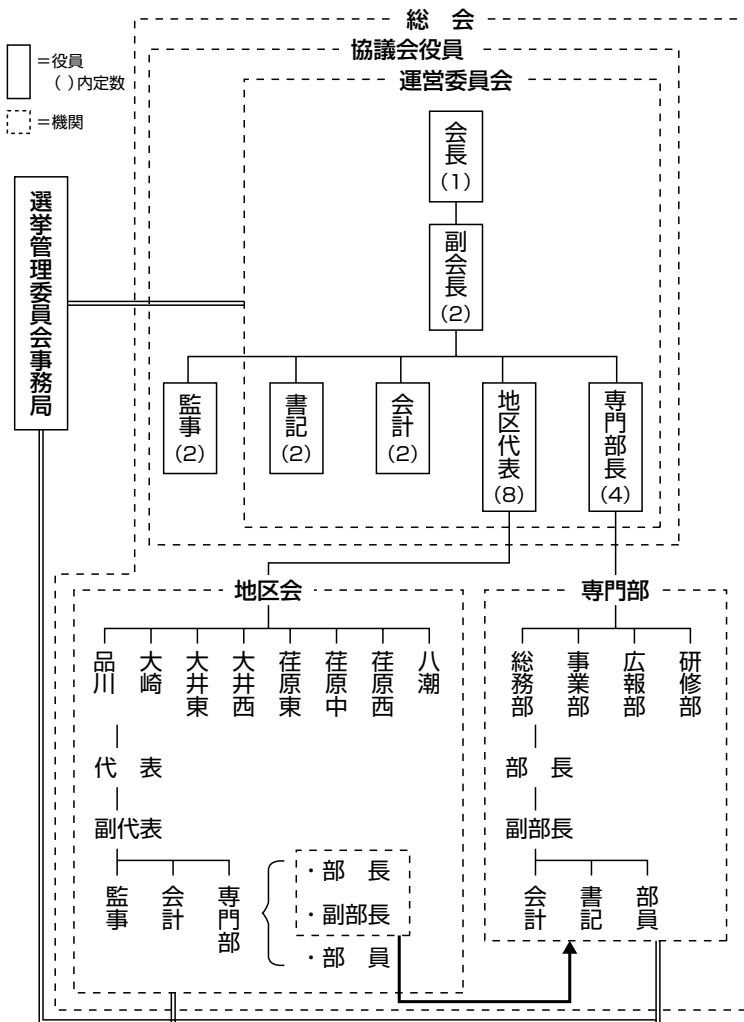 総会
協議会役員
運営委員会
=役員
( )内定数
=機関
選挙管理委員会事務局
会長
(1)
副会長
(2)
監事
(2)
書記
(2)
会計
(2)
地区代表
(8)
専門部長
(4)
地区会
品川
大崎
大井東
大井西
荏原東
荏原中
荏原西
八潮
代表
副代表
監事
会計
専門部
・部長
・副部長
・部員
専門部
総務部
事業部
広報部
研修部
部長
副部長
会計
書記
部員